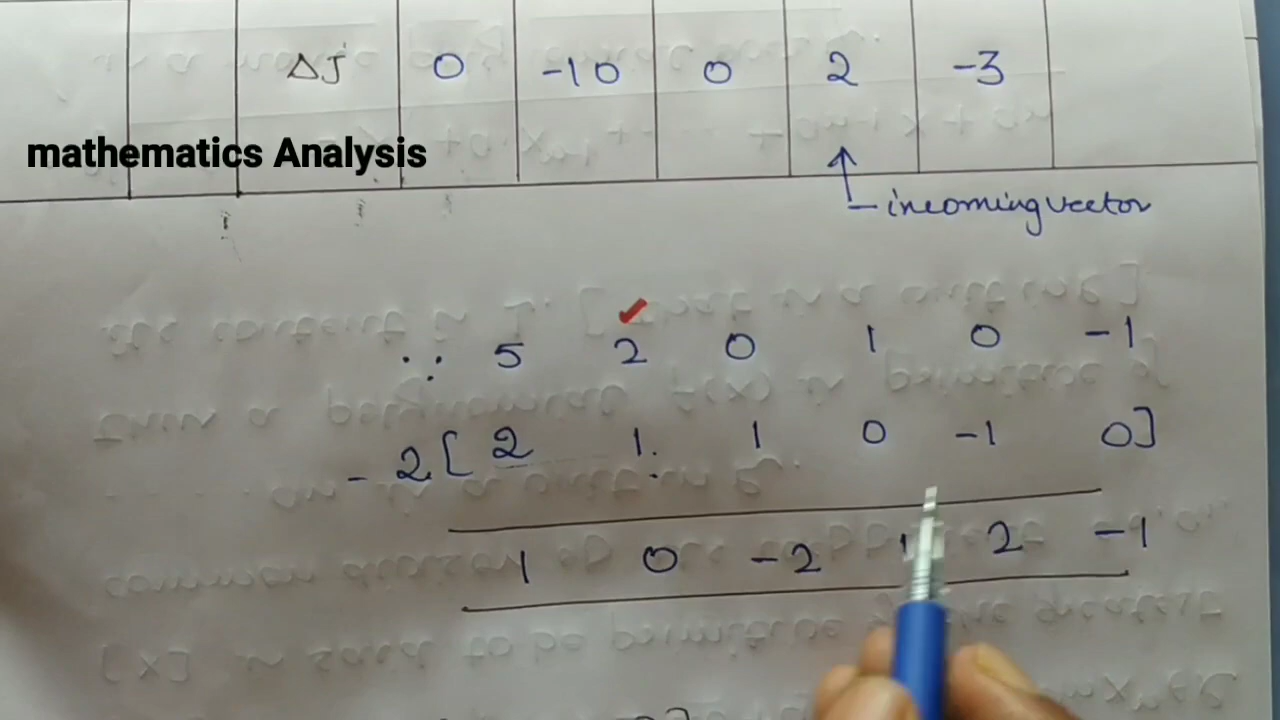 ΔJ 0 -10 0 2 -3
mathematics Analysis
incoming vector
∵ 5 2 0 1 0 -1
-2[ 2 1 1 0 -1 0]
1 0 -2 1 2 -1